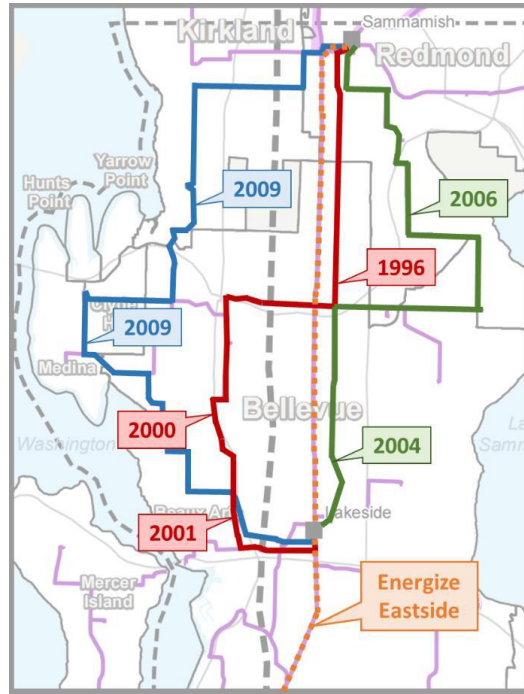 Sammamish
Kirkland
Redmond
Yarrow
Point
Hunts
Point
2009
2006
1996
2009
Medina
Bellevue
2000
2004
Washington
Lakeside
2001
Mercer
Island
Energize
Eastside